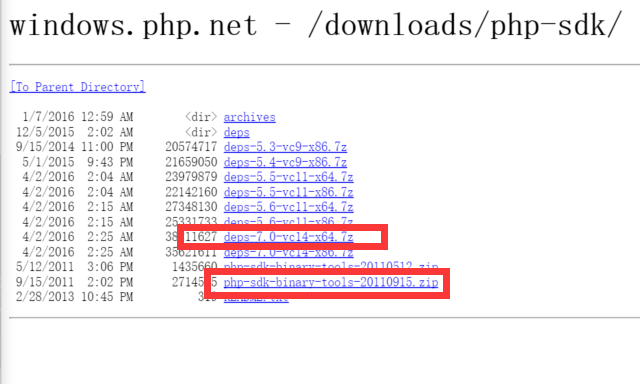 windows.php.net - /downloads/php-sdk/
[To Parent Directory]
1/7/2016 12:59 AM <dir> archives
12/5/2015 2:02 AM <dir> deps
9/15/2014 11:00 PM 20574717 deps-5.3-vc9-x86.7z
5/1/2015 9:43 PM 21659050 deps-5.4-vc9-x86.7z
4/2/2016 2:04 AM 23979879 deps-5.5-vc11-x64.7z
4/2/2016 2:04 AM 22142160 deps-5.5-vc11-x86.7z
4/2/2016 2:15 AM 27348130 deps-5.6-vc11-x64.7z
4/2/2016 2:15 AM 25331733 deps-5.6-vc11-x86.7z
4/2/2016 2:25 AM deps-7.0-vc14-x64.7z
4/2/2016 2:25 AM 35621611 deps-7.0-vc14-x86.7z
5/12/2011 3:06 PM 1435660 php-sdk-binary-tools-20110512.zip
9/15/2011 2:02 PM php-sdk-binary-tools-20110915.zip
2/28/2013 10:45 PM README.txt